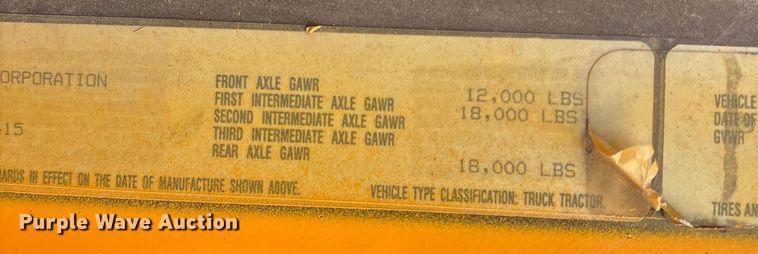 ORPORATION
15
FRONT AXLE GAWR 12,000 LBS
FIRST INTERMEDIATE AXLE GAWR 18,000 LBS
SECOND INTERMEDIATE AXLE GAWR
THIRD INTERMEDIATE AXLE GAWR
REAR AXLE GAWR 18,000 LBS
ARDS IN EFFECT ON THE DATE OF MANUFACTURE SHOWN ABOVE.
VEHICLE TYPE CLASSIFICATION: TRUCK TRACTOR.
VEHICLE
DATE OF
GVWR
TIRES AN
Purple Wave Auction